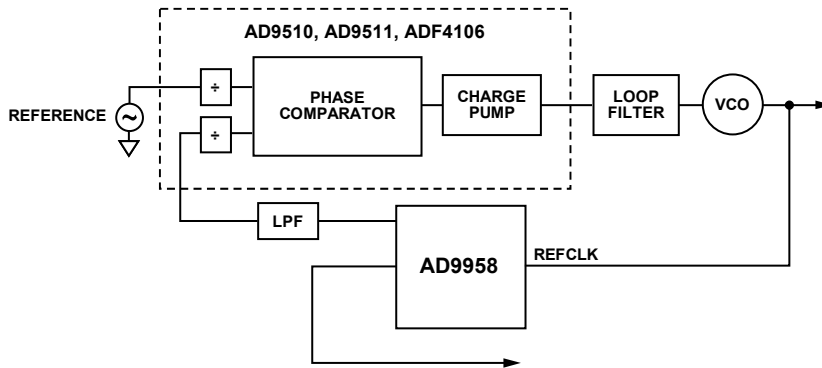 AD9510, AD9511, ADF4106
REFERENCE
~
÷
÷
PHASE
COMPARATOR
CHARGE
PUMP
LOOP
FILTER
VCO
LPF
AD9958
REFCLK